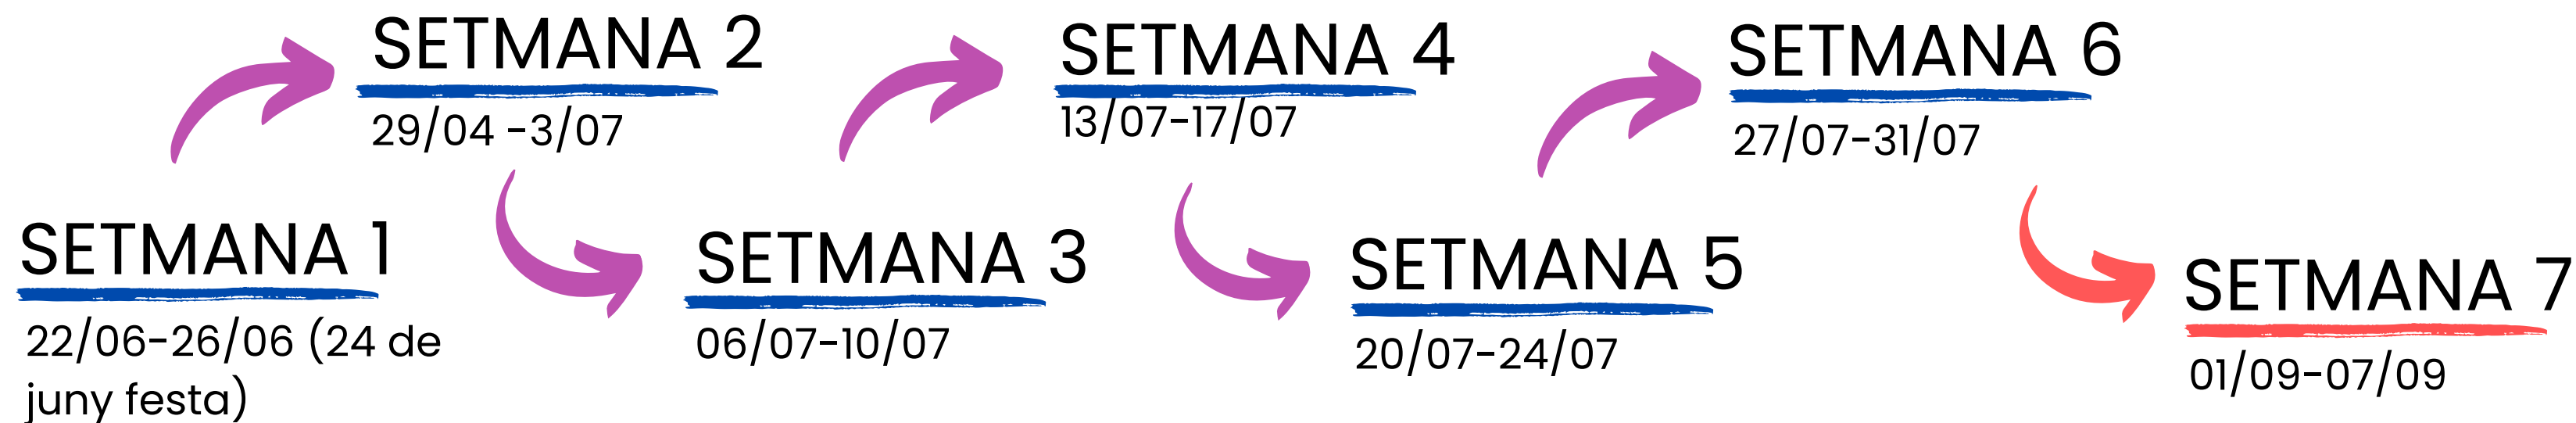 SETMANA 1
22/06-26/06 (24 de
juny festa)
SETMANA 2
29/04 -3/07
SETMANA 3
06/07-10/07
SETMANA 4
13/07-17/07
SETMANA 5
20/07-24/07
SETMANA 6
27/07-31/07
SETMANA 7
01/09-07/09